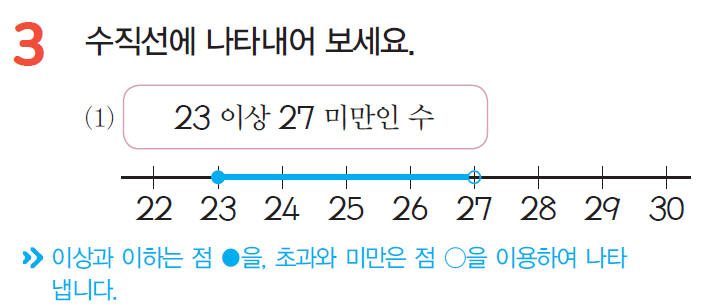 3 수직선에 나타내어 보세요.
(1) 23 이상 27 미만인 수
22 23 24 25 26 27 28 29 30
이상과 이하는 점 ●을, 초과와 미만은 점 ○을 이용하여 나타
냅니다.